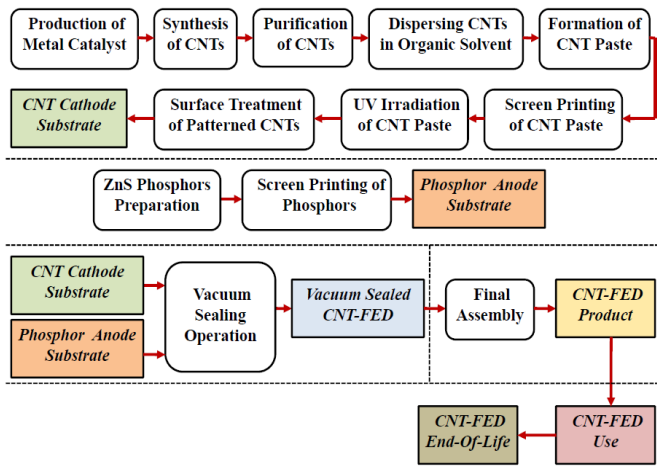 Production of
Metal Catalyst
Synthesis
of CNTs
Purification
of CNTs
Dispersing CNTs
in Organic Solvent
Formation of
CNT Paste
CNT Cathode
Substrate
Surface Treatment
of Patterned CNTs
UV Irradiation
of CNT Paste
Screen Printing
of CNT Paste
ZnS Phosphors
Preparation
Screen Printing of
Phosphors
Phosphor Anode
Substrate
CNT Cathode
Substrate
Phosphor Anode
Substrate
Vacuum
Sealing
Operation
Vacuum Sealed
CNT-FED
Final
Assembly
CNT-FED
Product
CNT-FED
End-Of-Life
CNT-FED
Use